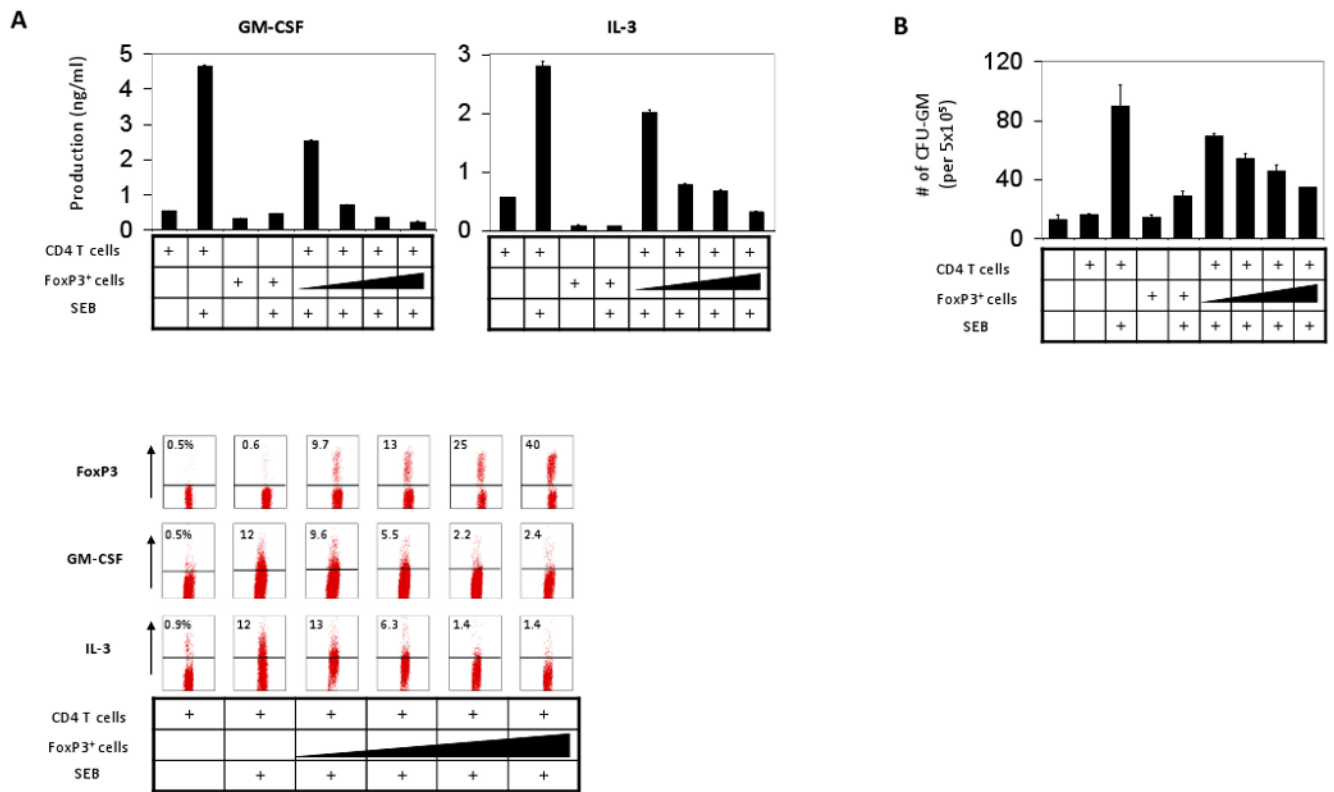 A
GM-CSF
IL-3
B
Production (ng/ml)
5
4
3
2
1
0
3
2
1
0
# of CFU-GM
(per 5x10⁵)
120
80
40
0
CD4 T cells + + + + + +
FoxP3⁺ cells + +
SEB + + + + + +
+ + + + + +
+ +
+ + + + + +
CD4 T cells + + + + + +
FoxP3⁺ cells + +
SEB + + + + + +
FoxP3
0.5% 0.6 9.7 13 25 40
GM-CSF
0.5% 12 9.6 5.5 2.2 2.4
IL-3
0.9% 12 13 6.3 1.4 1.4
CD4 T cells + + + + + +
FoxP3⁺ cells
SEB + + + + +